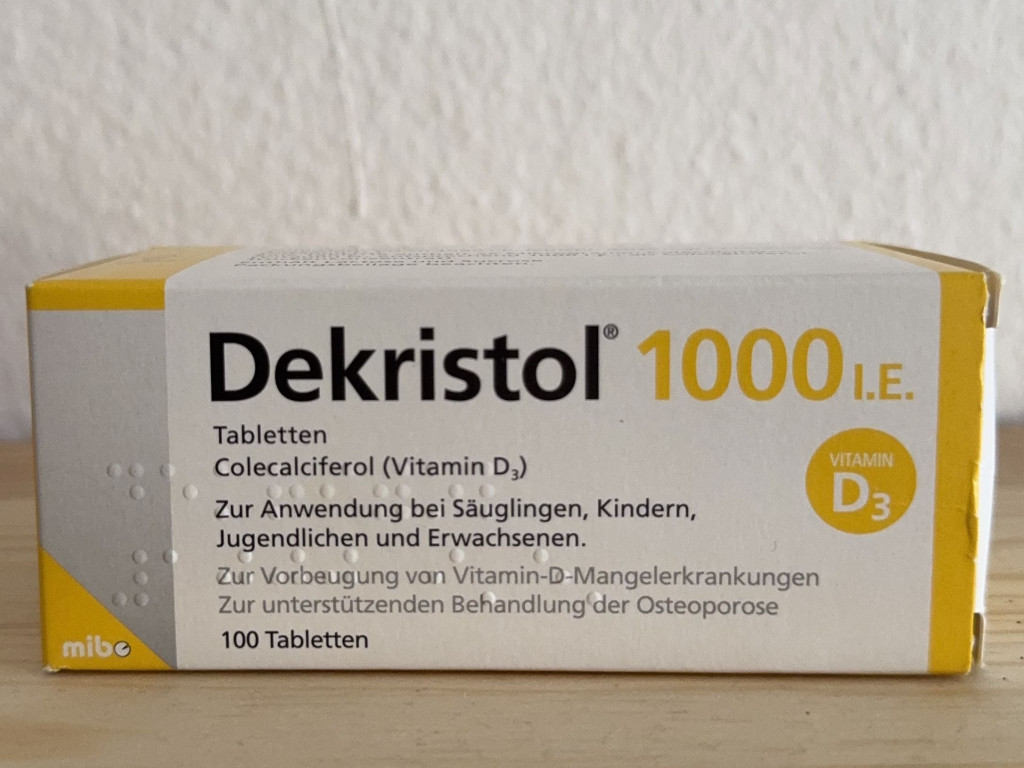 Dekristol® 1000 I.E.
Tabletten
Colecalciferol (Vitamin D₃)
VITAMIN
D₃
Zur Anwendung bei Säuglingen, Kindern,
Jugendlichen und Erwachsenen.
Zur Vorbeugung von Vitamin-D-Mangelerkrankungen
Zur unterstützenden Behandlung der Osteoporose
100 Tabletten
mibe